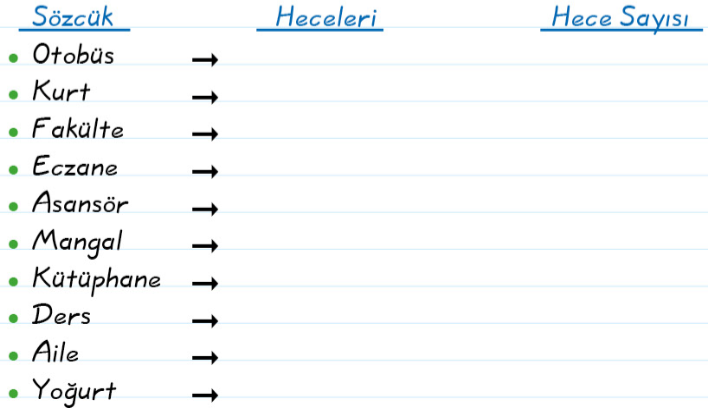 Sözcük Heceleri Hece Sayısı
• Otobüs →
• Kurt →
• Fakülte →
• Eczane →
• Asansör →
• Mangal →
• Kütüphane →
• Ders →
• Aile →
• Yoğurt →